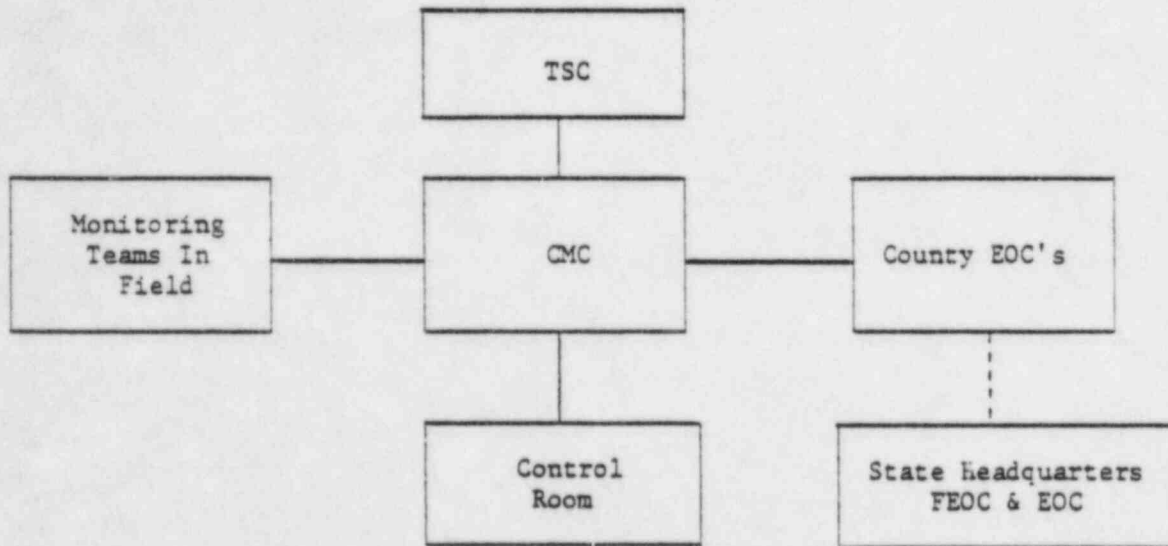 TSC
Monitoring
Teams In
Field
CMC
County EOC's
Control
Room
State Headquarters
FEOC & EOC